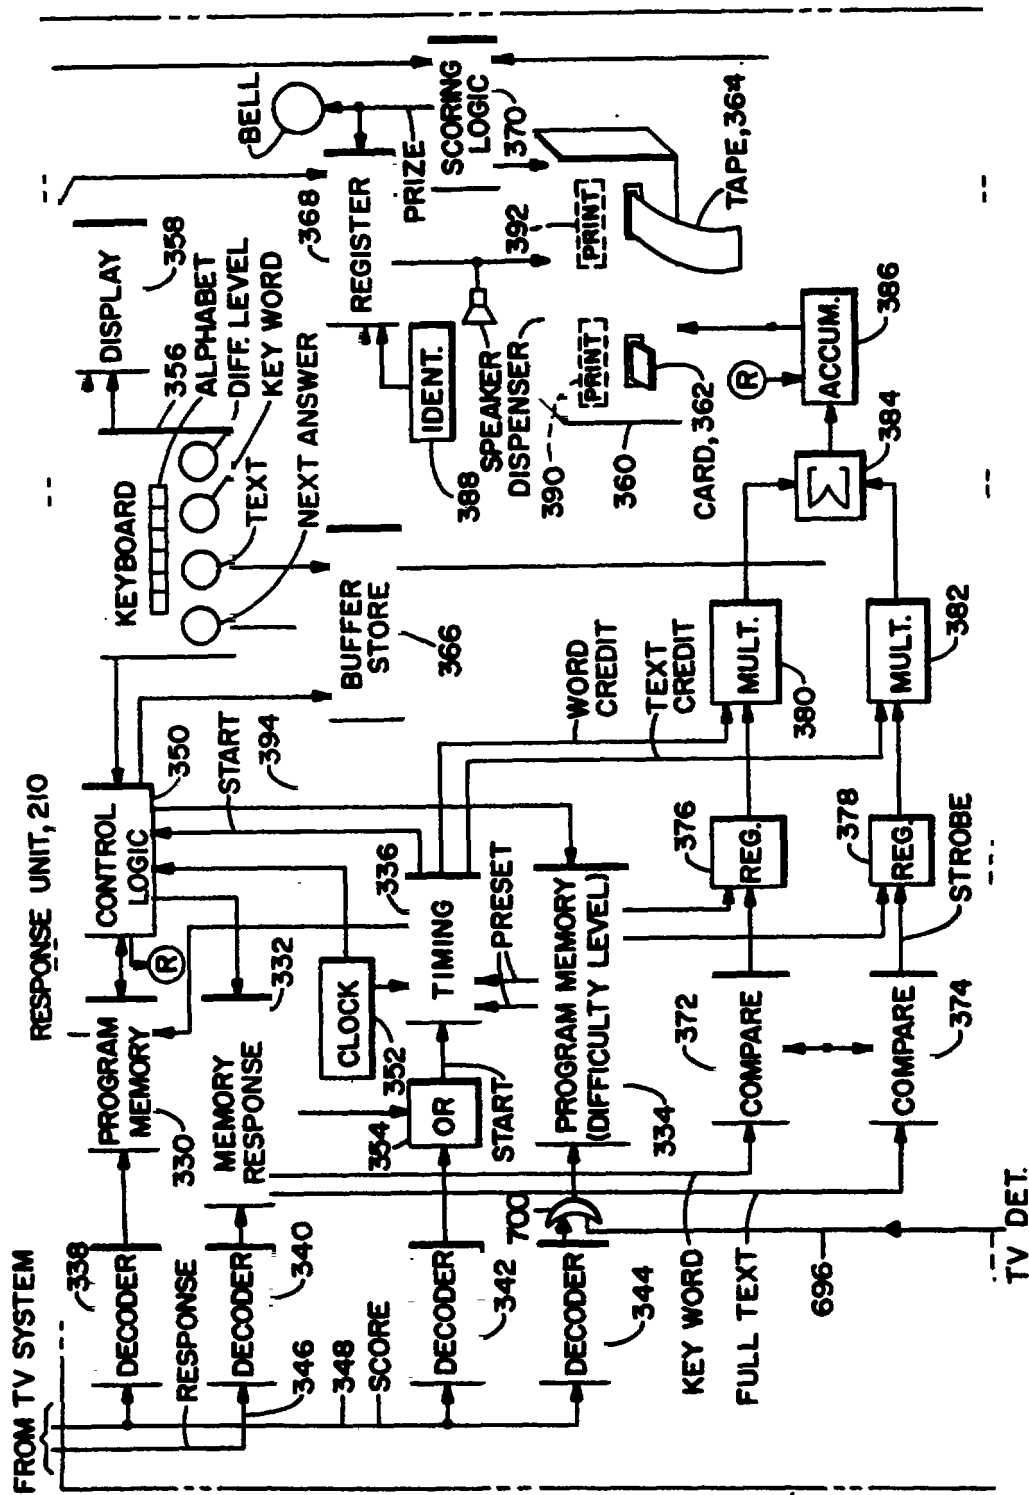 RESPONSE UNIT, 210
FROM TV SYSTEM
DECODER
338
PROGRAM
MEMORY
330
CONTROL
LOGIC
350
R
KEYBOARD
356
ALPHABET
DIFF. LEVEL
KEY WORD
TEXT
NEXT ANSWER
DISPLAY
358
BELL
RESPONSE
346
DECODER
340
MEMORY
RESPONSE
332
START
394
348
SCORE
CLOCK
352
BUFFER
STORE
366
REGISTER
368
IDENT.
388
PRIZE
SCORING
LOGIC
370
DECODER
342
OR
354
START
TIMING
336
PRESET
SPEAKER
DISPENSER
390
PRINT
392
PRINT
360
CARD, 362
TAPE, 364
DECODER
344
700
PROGRAM MEMORY
(DIFFICULTY LEVEL)
334
WORD
CREDIT
TEXT
CREDIT
KEY WORD
FULL TEXT
696
TV DET.
372
COMPARE
376
REG.
380
MULT.
R
ACCUM.
386
Σ
384
COMPARE
374
378
REG.
STROBE
MULT.
382